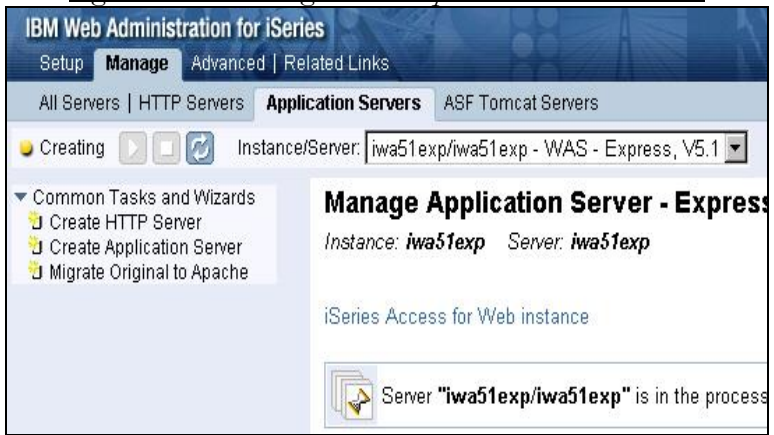 IBM Web Administration for iSeries
Setup Manage Advanced | Related Links
All Servers | HTTP Servers Application Servers ASF Tomcat Servers
Creating Instance/Server: iwa51exp/iwa51exp - WAS - Express, V5.1
Common Tasks and Wizards
Create HTTP Server
Create Application Server
Migrate Original to Apache
Manage Application Server - Express
Instance: iwa51exp Server: iwa51exp
iSeries Access for Web instance
Server "iwa51exp/iwa51exp" is in the process